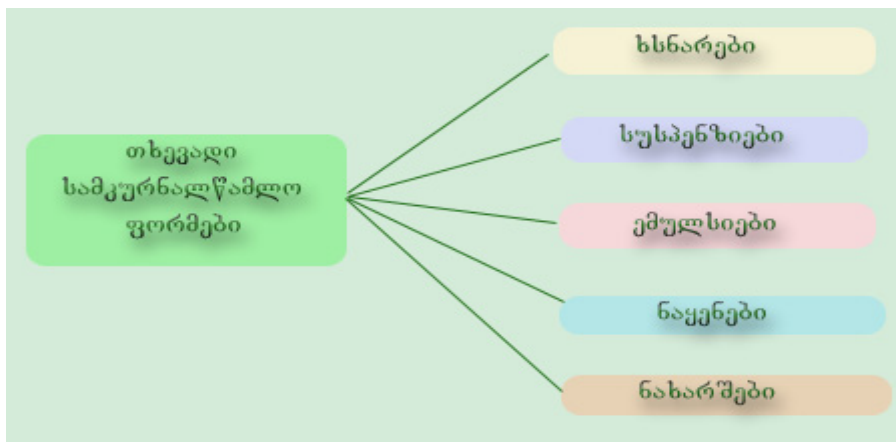 თხევადი
სამკურნალწამლო
ფორმები
ხსნარები
სუსპენზიები
ემულსიები
ნაყენები
ნახარშები